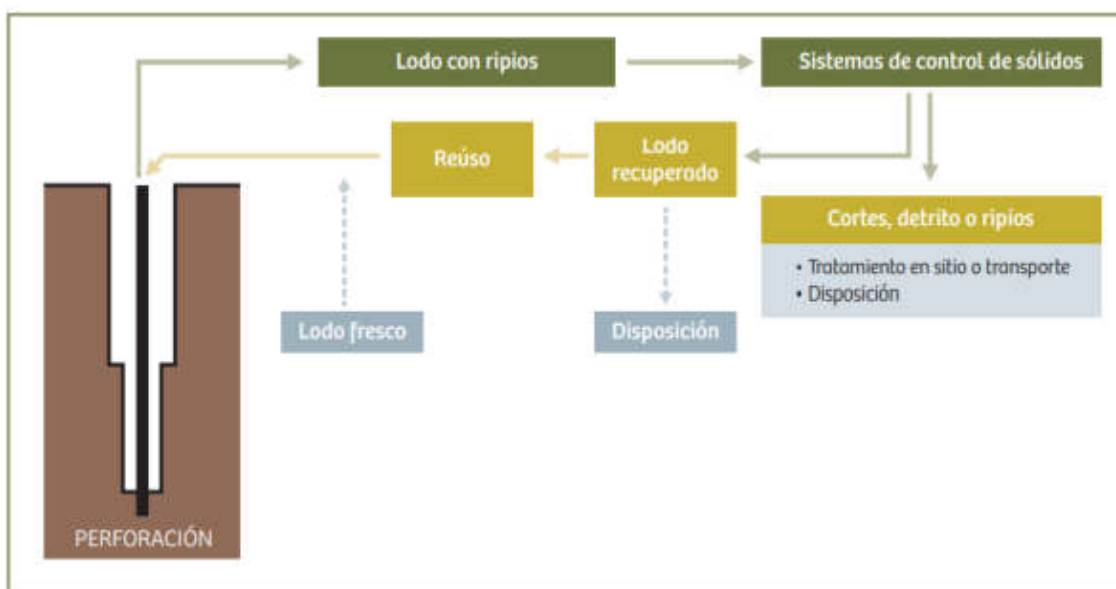 Lodo con ripios
Sistemas de control de sólidos
Reúso
Lodo
recuperado
Cortes, detrito o ripios
• Tratamiento en sitio o transporte
• Disposición
Lodo fresco
Disposición
PERFORACIÓN